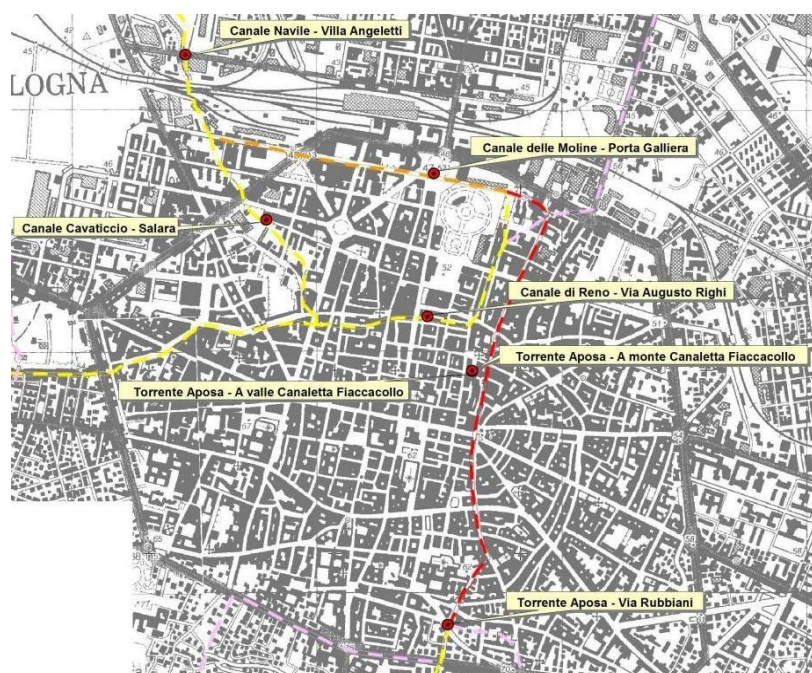 Canale Navile - Villa Angeletti
LOGNA
Canale delle Moline - Porta Galliera
Canale Cavaticcio - Salara
Canale di Reno - Via Augusto Righi
Torrente Aposa - A monte Canaletta Fiaccacollo
Torrente Aposa - A valle Canaletta Fiaccacollo
Torrente Aposa - Via Rubbiani